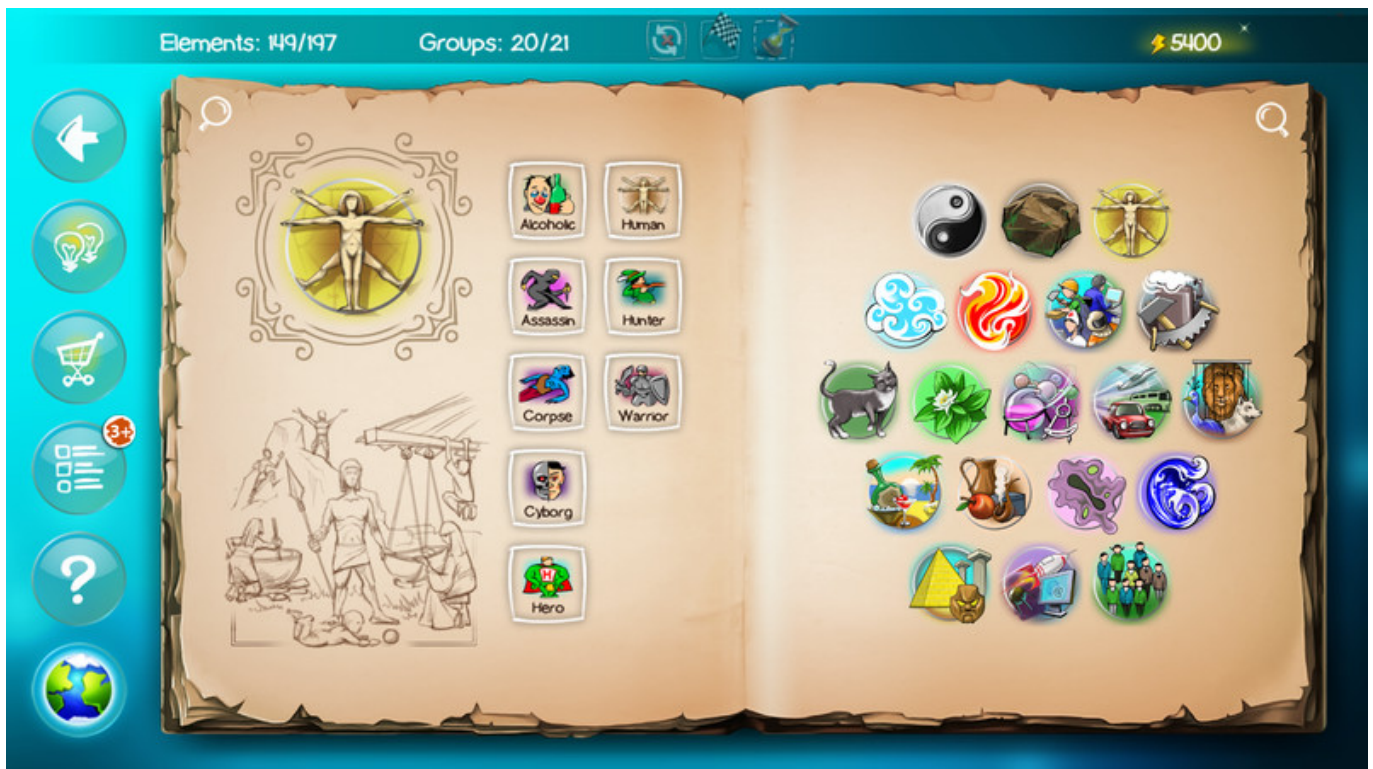 Elements: 149/197 Groups: 20/21 5400
3+
Alcoholic Human
Assassin Hunter
Corpse Warrior
Cyborg
?
Hero